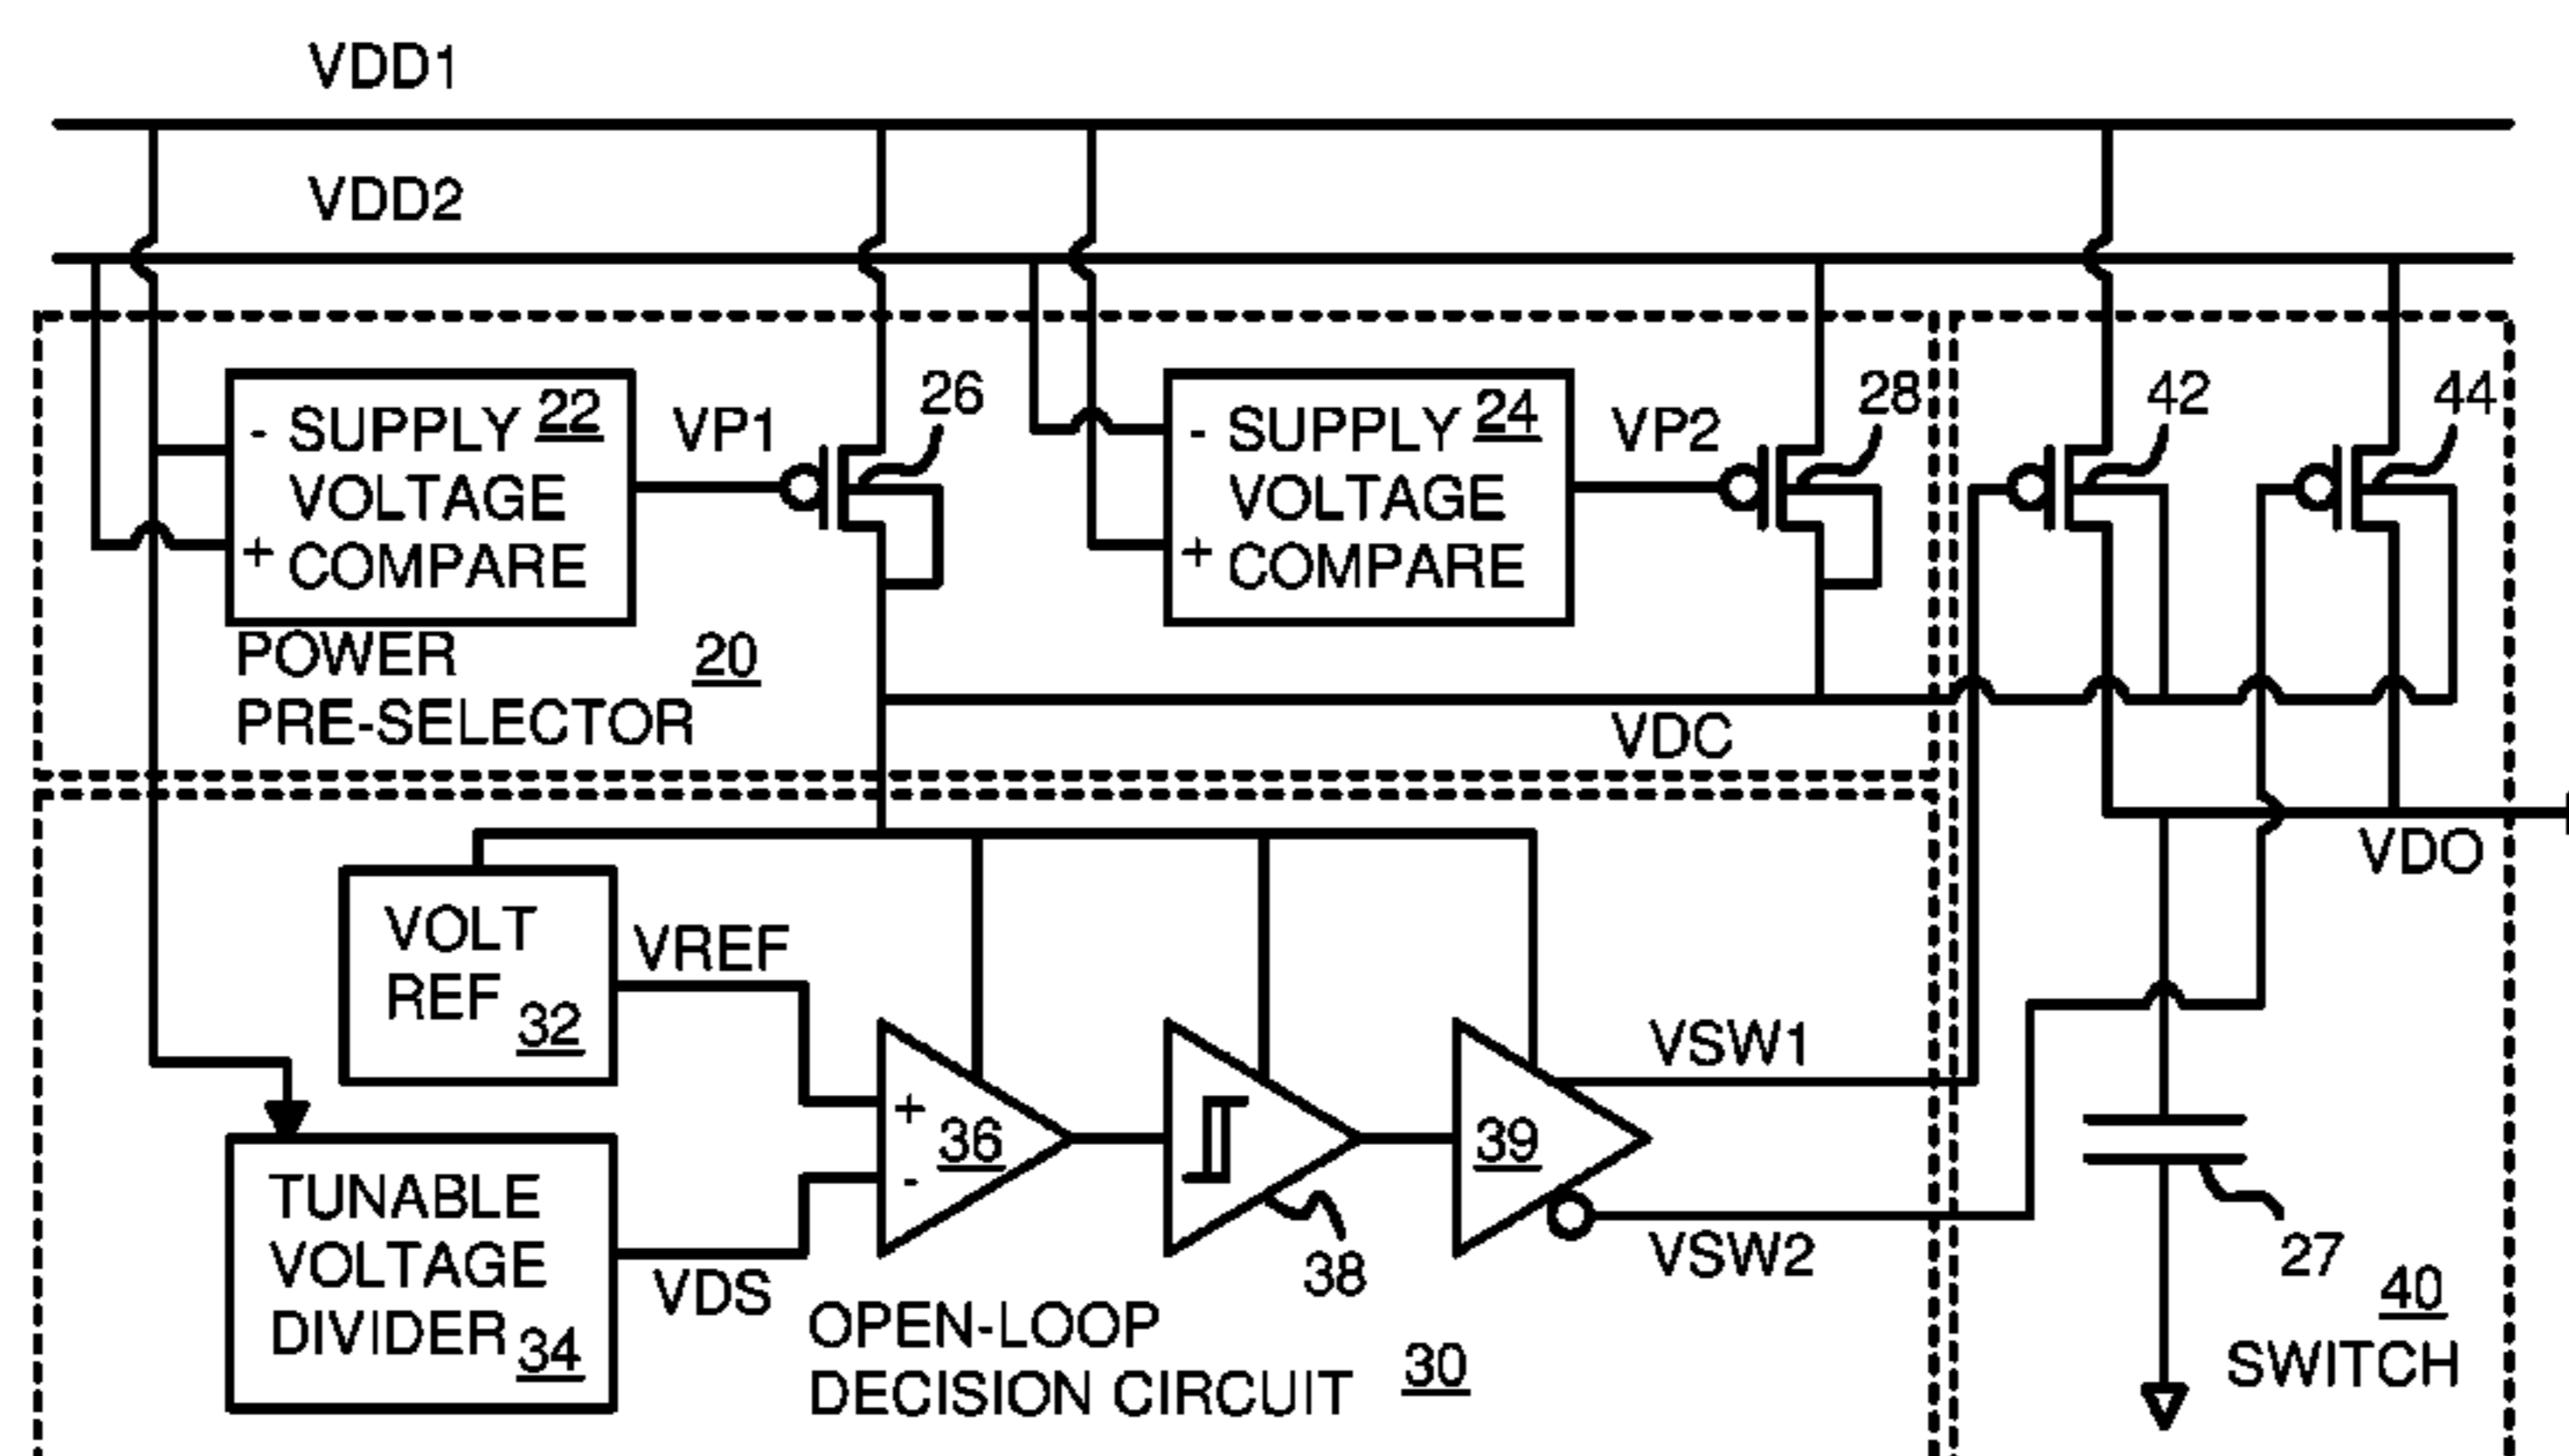 VDD1
VDD2
- SUPPLY 22
VOLTAGE
+ COMPARE
VP1
26
- SUPPLY 24
VOLTAGE
+ COMPARE
VP2
28
42
44
POWER
PRE-SELECTOR 20
VDC
VDO
VOLT
REF 32
VREF
TUNABLE
VOLTAGE
DIVIDER 34
VDS
+
36
-
38
39
VSW1
VSW2
OPEN-LOOP
DECISION CIRCUIT 30
27
40
SWITCH